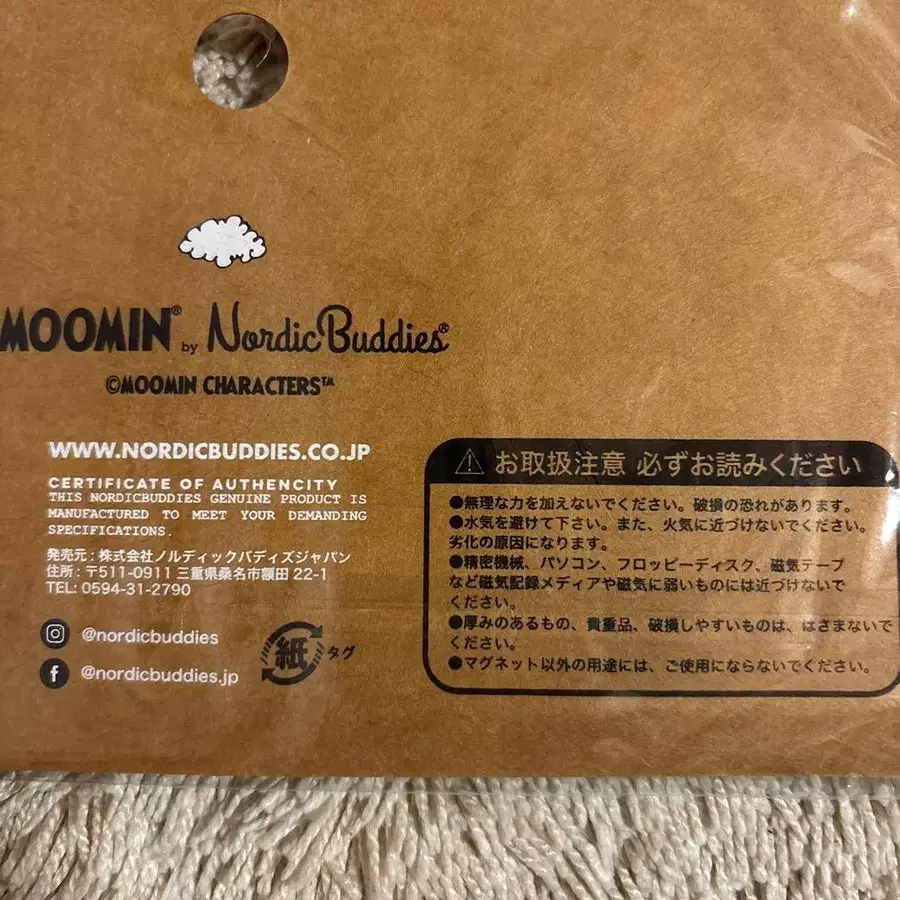 MOOMIN® by NordicBuddies®
©MOOMIN CHARACTERS™
WWW.NORDICBUDDIES.CO.JP
CERTIFICATE OF AUTHENCITY
THIS NORDICBUDDIES GENUINE PRODUCT IS
MANUFACTURED TO MEET YOUR DEMANDING
SPECIFICATIONS.
発売元:株式会社ノルディックバディズジャパン
住所:〒511-0911 三重県桑名市額田 22-1
TEL: 0594-31-2790
@nordicbuddies
@nordicbuddies.jp
紙 タグ
お取扱注意 必ずお読みください
●無理な力を加えないでください。破損の恐れがあります。
●水気を避けて下さい。また、火気に近づけないでください。
劣化の原因になります。
●精密機械、パソコン、フロッピーディスク、磁気テープ
など磁気記録メディアや磁気に弱いものには近づけないで
ください。
●厚みのあるもの、貴重品、破損しやすいものは、はさまないで
ください。
●マグネット以外の用途には、ご使用にならないでください。